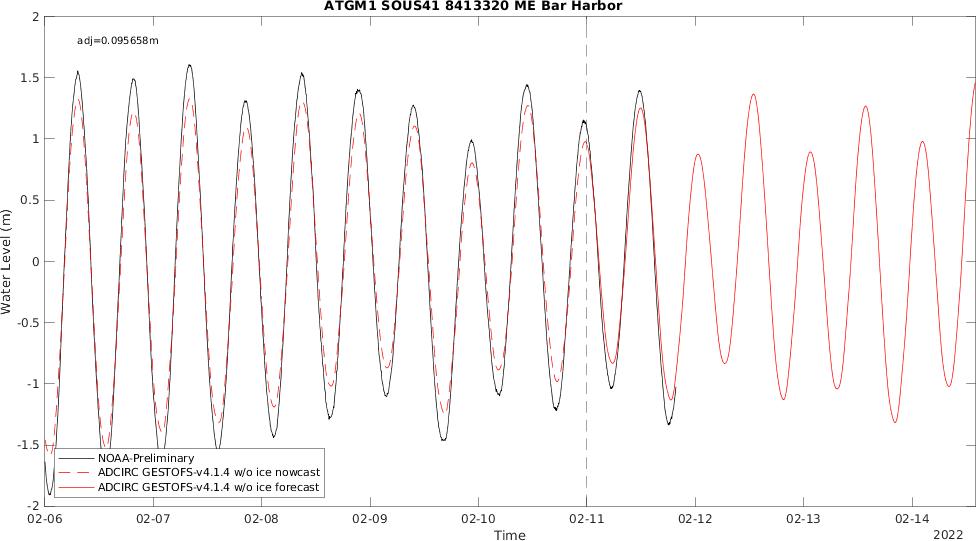 ATGM1 SOUS41 8413320 ME Bar Harbor
2
adj=0.095658m
1.5
1
0.5
0
-0.5
-1
-1.5
-2
Water Level (m)
NOAA-Preliminary
ADCIRC GESTOFS-v4.1.4 w/o ice nowcast
ADCIRC GESTOFS-v4.1.4 w/o ice forecast
02-06 02-07 02-08 02-09 02-10 02-11 02-12 02-13 02-14
Time
2022